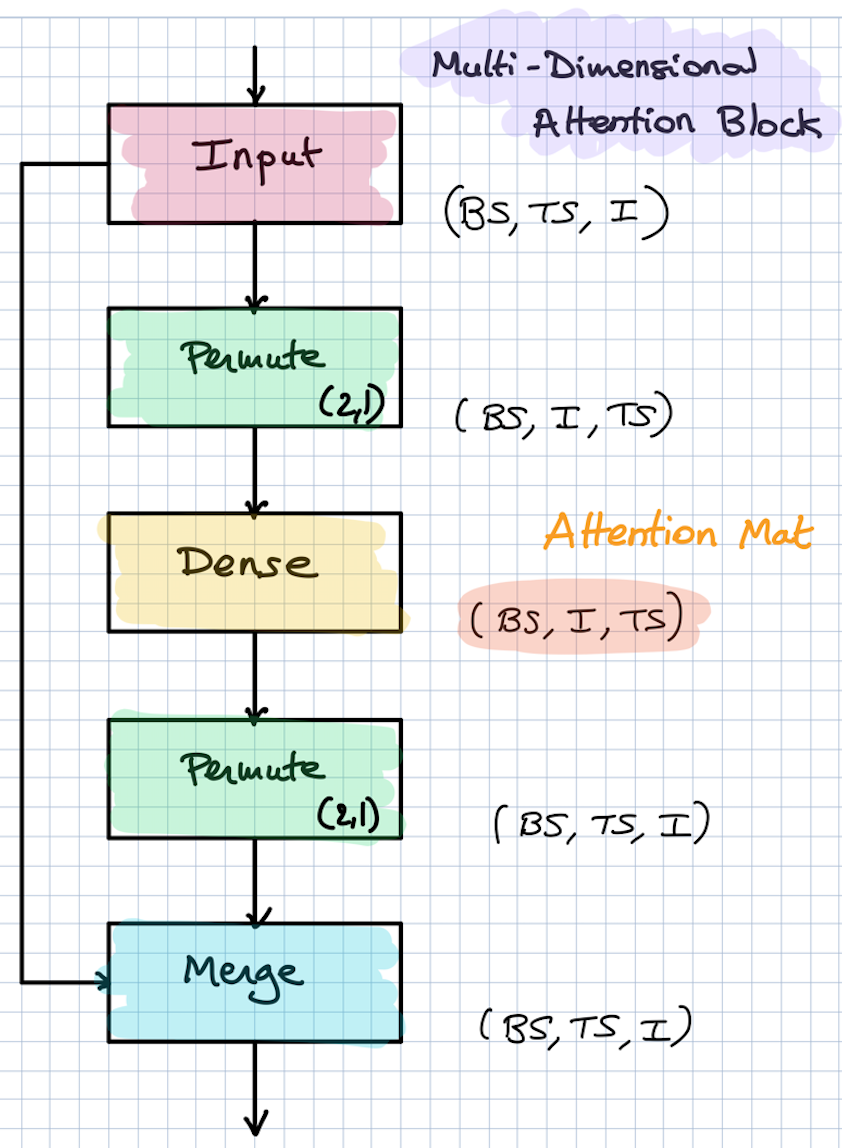 Multi-Dimensional
Attention Block
Input
(BS, TS, I)
Permute
(2,1)
(BS, I, TS)
Attention Mat
Dense
(BS, I, TS)
Permute
(2,1)
(BS, TS, I)
Merge
(BS, TS, I)